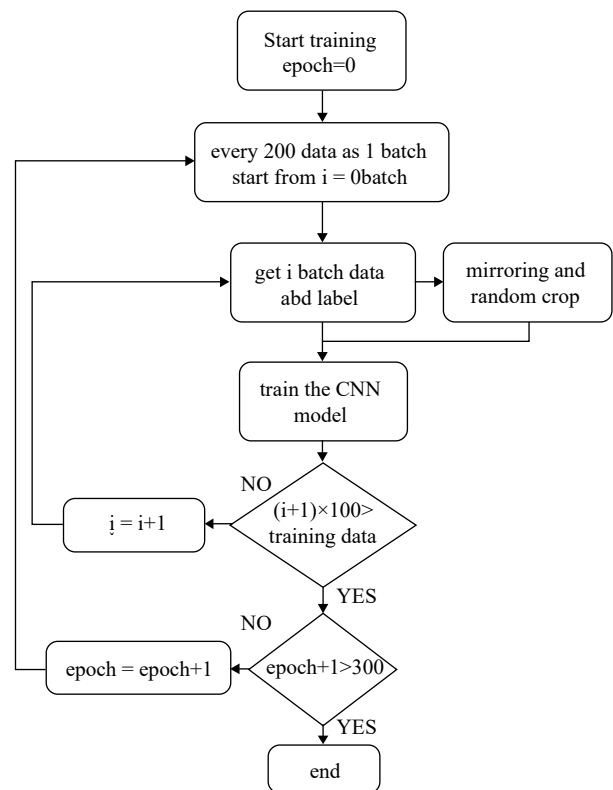 Start training
epoch=0
every 200 data as 1 batch
start from i = 0batch
get i batch data
abd label
mirroring and
random crop
train the CNN
model
NO
(i+1)×100>
training data
i = i+1
YES
NO
epoch+1>300
epoch = epoch+1
YES
end